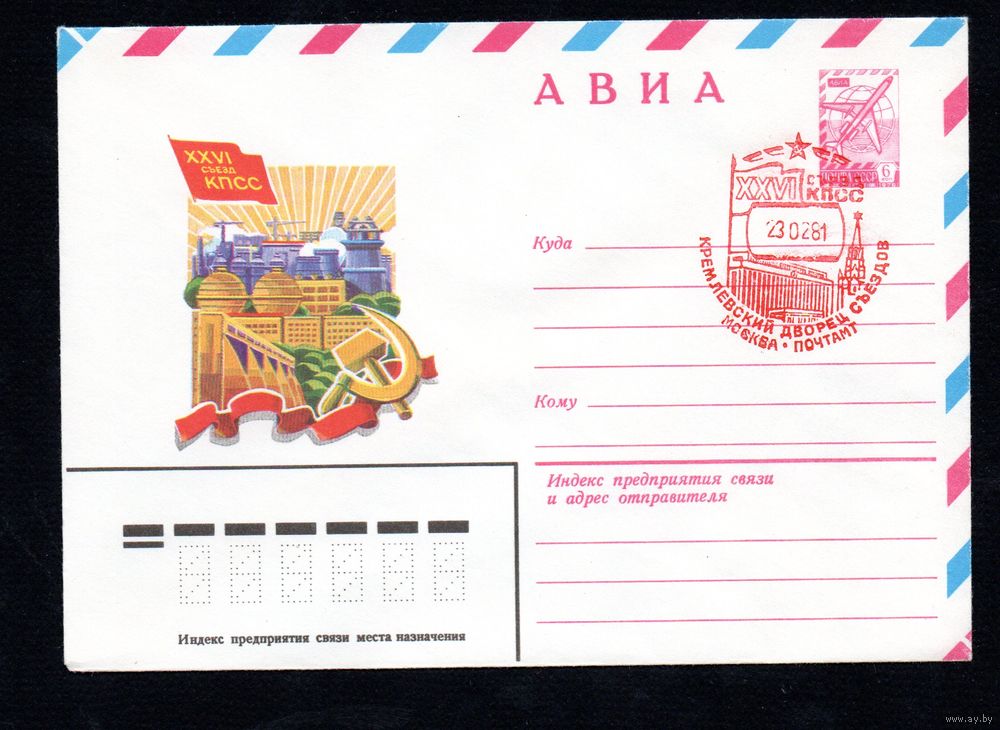 АВИА
АВИА
ПОЧТА СССР
6
1978
XXVI
СЪЕЗД
КПСС
XXVI СЪЕЗД
КПСС
23 02 81
КРЕМЛЕВСКИЙ ДВОРЕЦ СЪЕЗДОВ
МОСКВА • ПОЧТАМТ
Куда
Кому
Индекс предприятия связи
и адрес отправителя
Индекс предприятия связи места назначения
www.ay.by